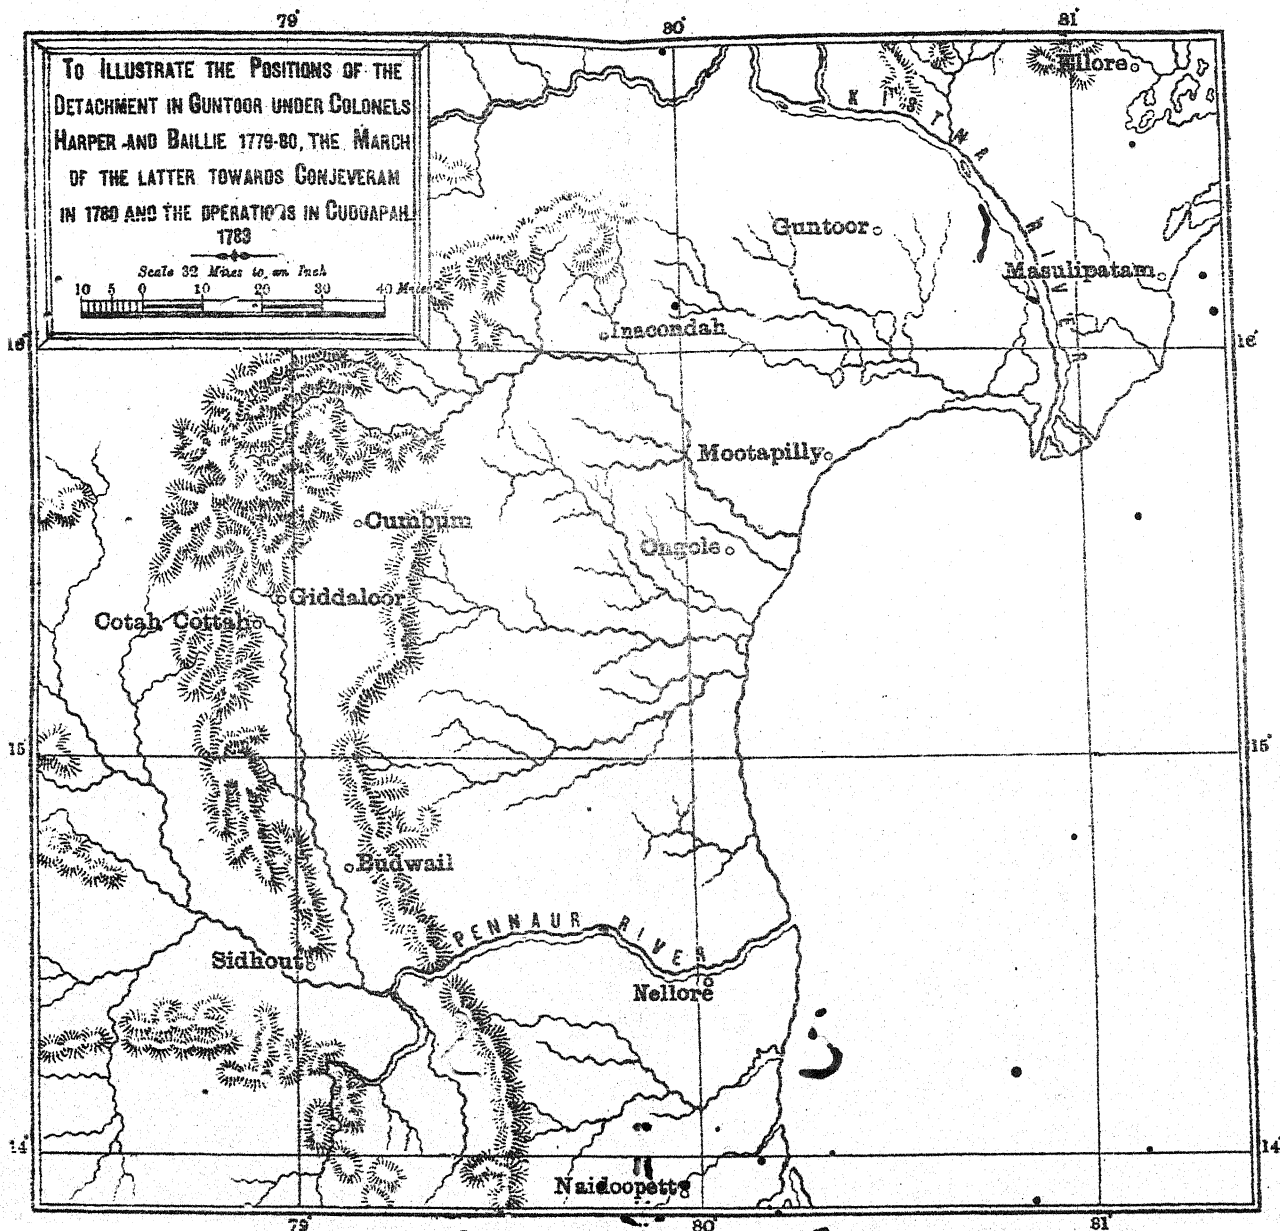 79°
80°
81°
TO ILLUSTRATE THE POSITIONS OF THE
DETACHMENT IN GUNTOOR UNDER COLONELS
HARPER AND BAILLIE 1779-80, THE MARCH
OF THE LATTER TOWARDS CONJEVERAM
IN 1780 AND THE OPERATIONS IN CUDDAPAH.
1783
Scale 32 Miles to an Inch
10 5 0 10 20 30 40 Miles
Ellore
KISTNA RIVER
Guntoor
Masulipatam
Inacondah
16°
16°
Mootapilly
Cumbum
Ongole
Giddaloor
Cotah Cottah
15°
15°
Budwail
PENNAUR RIVER
Sidhout
Nellore
14°
14°
Naidoopett
79°
80°
81°